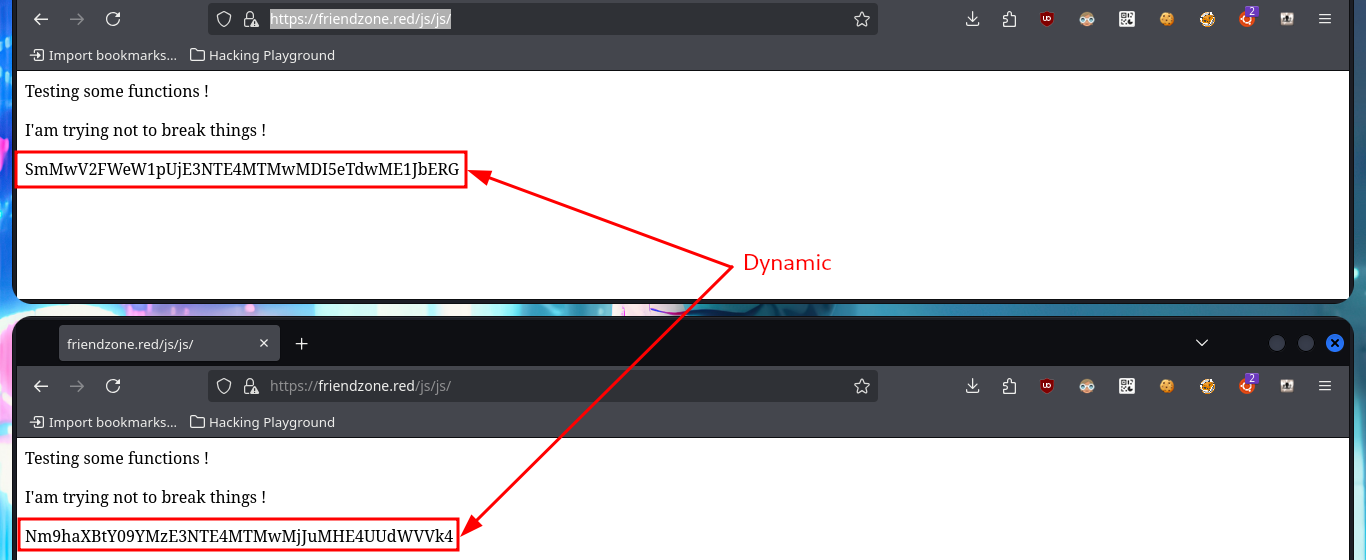 https://friendzone.red/js/js/
2
Import bookmarks...
Hacking Playground
Testing some functions !
I'am trying not to break things !
SmMwV2FWeW1pUjE3NTE4MTMwMDI5eTdwME1JbERG
Dynamic
friendzone.red/js/js/
https://friendzone.red/js/js/
2
Import bookmarks...
Hacking Playground
Testing some functions !
I'am trying not to break things !
Nm9haXBtY09YMzE3NTE4MTMwMjJuMHE4UUdWVVk4